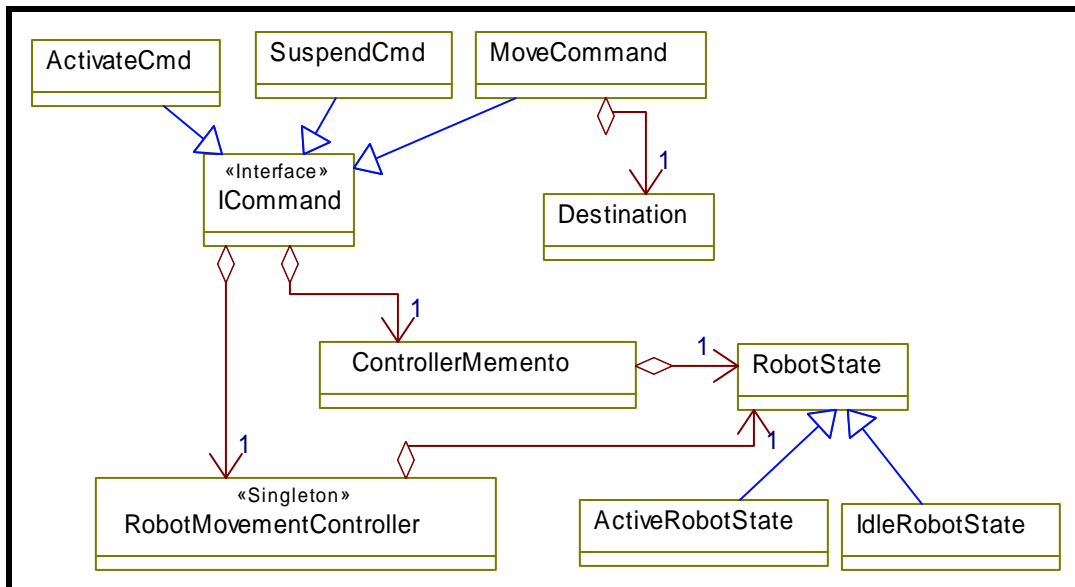 ActivateCmd
SuspendCmd
MoveCommand
«Interface»
ICommand
1
Destination
1
ControllerMemento
1
RobotState
1
1
«Singleton»
RobotMovementController
ActiveRobotState
IdleRobotState